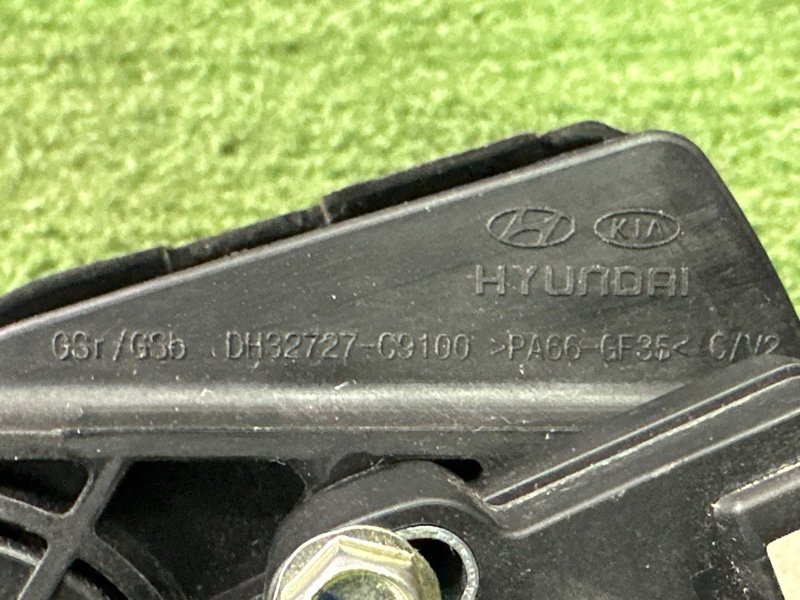 KIA
HYUNDAI
GSr/GSb DH32727-C9100 >PA66-GF35< C/V2